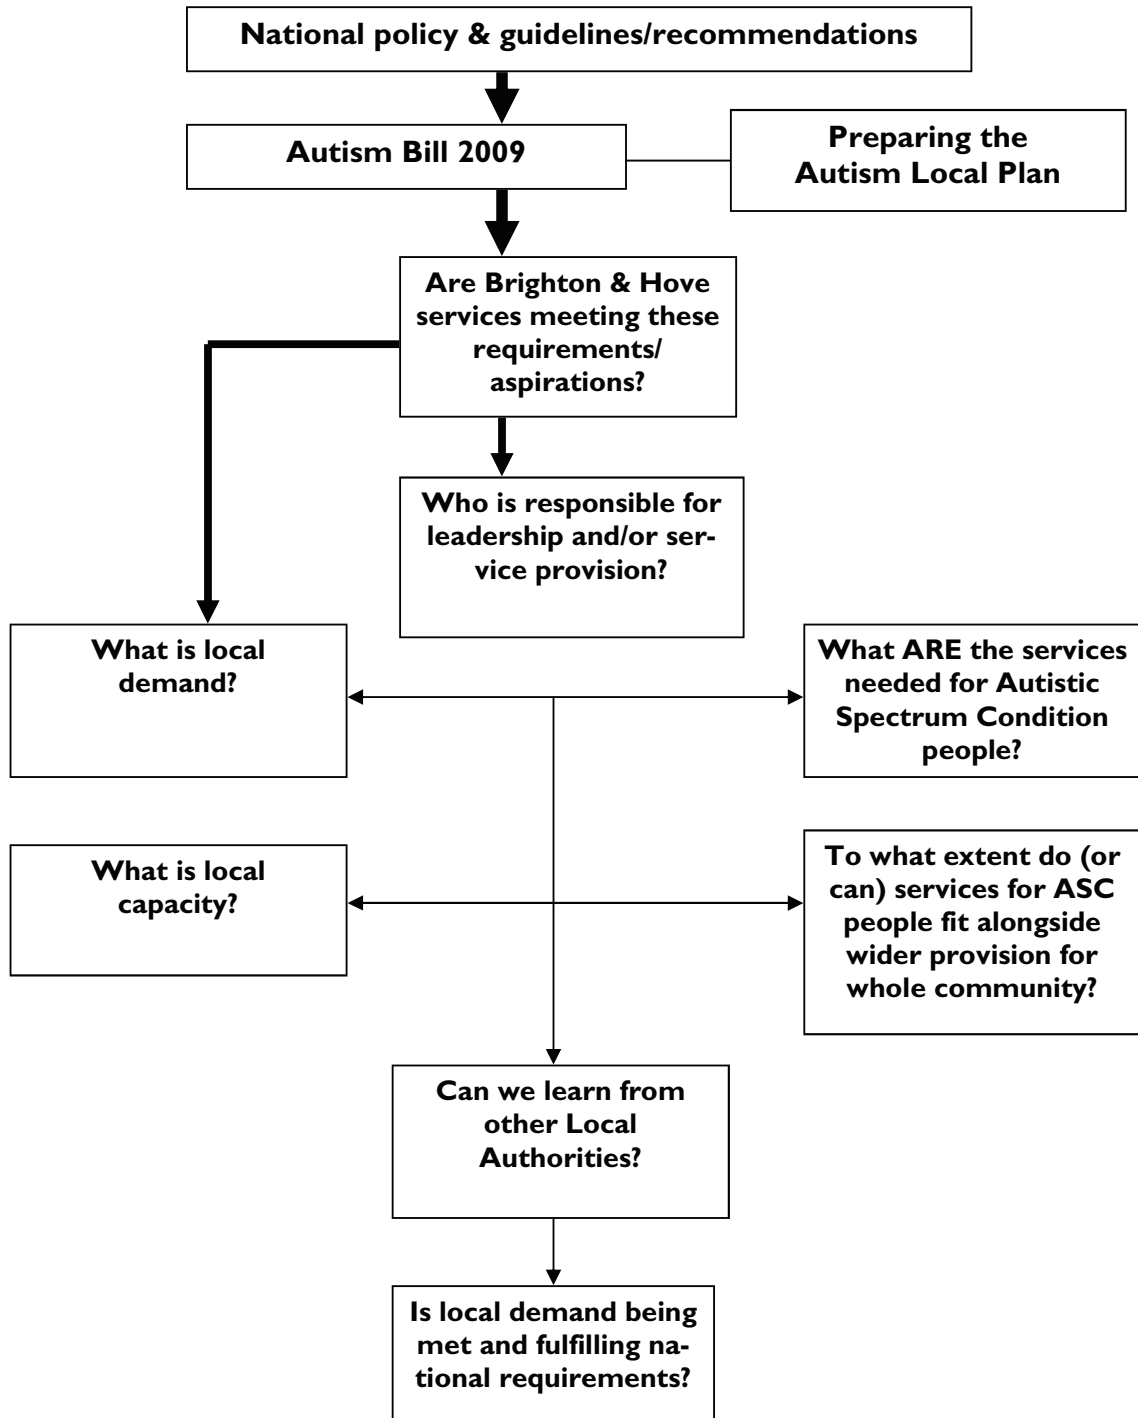 National policy & guidelines/recommendations
Autism Bill 2009
Preparing the
Autism Local Plan
Are Brighton & Hove
services meeting these
requirements/
aspirations?
Who is responsible for
leadership and/or ser-
vice provision?
What is local
demand?
What ARE the services
needed for Autistic
Spectrum Condition
people?
What is local
capacity?
To what extent do (or
can) services for ASC
people fit alongside
wider provision for
whole community?
Can we learn from
other Local
Authorities?
Is local demand being
met and fulfilling na-
tional requirements?